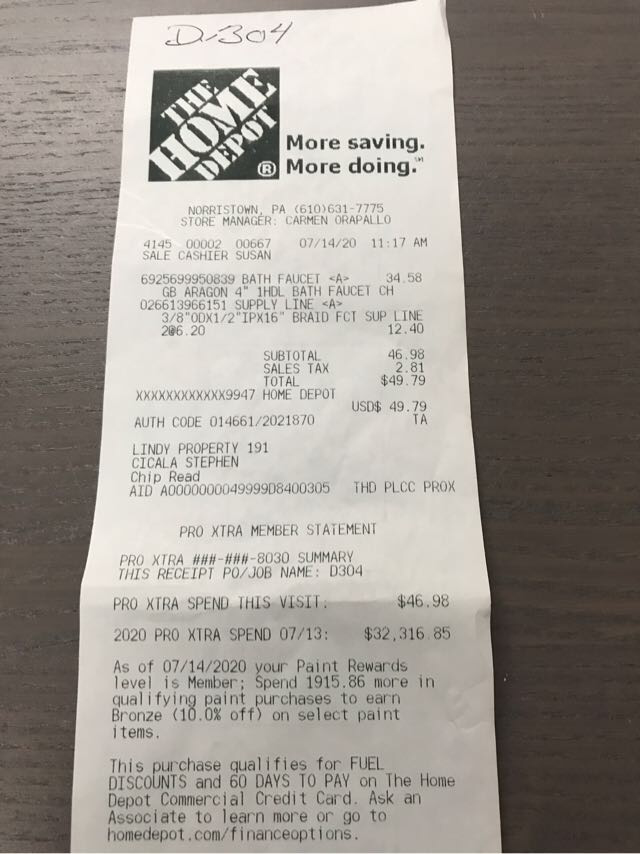 D-304
THE
HOME
DEPOT
®
More saving.
More doing.℠
NORRISTOWN, PA (610)631-7775
STORE MANAGER: CARMEN ORAPALLO
4145 00002 00667 07/14/20 11:17 AM
SALE CASHIER SUSAN
6925699950839 BATH FAUCET <A> 34.58
GB ARAGON 4" 1HDL BATH FAUCET CH
026613966151 SUPPLY LINE <A>
3/8"ODX1/2"IPX16" BRAID FCT SUP LINE
2@6.20 12.40
SUBTOTAL 46.98
SALES TAX 2.81
TOTAL $49.79
XXXXXXXXXXXX9947 HOME DEPOT
USD$ 49.79
AUTH CODE 014661/2021870 TA
LINDY PROPERTY 191
CICALA STEPHEN
Chip Read
AID A0000000049999D8400305 THD PLCC PROX
PRO XTRA MEMBER STATEMENT
PRO XTRA ###-###-8030 SUMMARY
THIS RECEIPT PO/JOB NAME: D304
PRO XTRA SPEND THIS VISIT: $46.98
2020 PRO XTRA SPEND 07/13: $32,316.85
As of 07/14/2020 your Paint Rewards
level is Member; Spend 1915.86 more in
qualifying paint purchases to earn
Bronze (10.0% off) on select paint
items.
This purchase qualifies for FUEL
DISCOUNTS and 60 DAYS TO PAY on The Home
Depot Commercial Credit Card. Ask an
Associate to learn more or go to
homedepot.com/financeoptions.